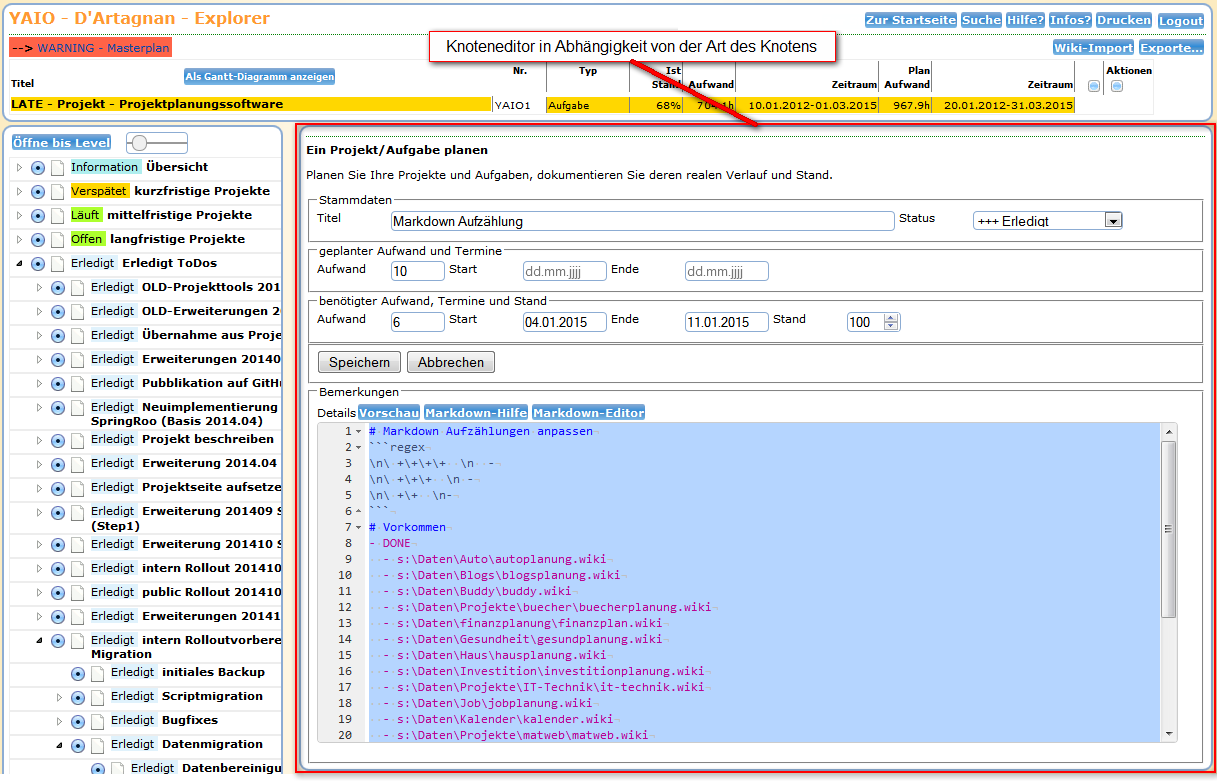 YAIO - D'Artagnan - Explorer
Zur Startseite Suche Hilfe? Infos? Drucken Logout
--> WARNING - Masterplan
Knoteneditor in Abhängigkeit von der Art des Knotens
Wiki-Import Exporte...
Titel Als Gantt-Diagramm anzeigen Nr. Typ Ist Stand Aufwand Zeitraum Plan Aufwand Zeitraum Aktionen
LATE - Projekt - Projektplanungssoftware YAIO1 Aufgabe 68% 704.1h 10.01.2012-01.03.2015 967.9h 20.01.2012-31.03.2015
Öffne bis Level
Information Übersicht
Verspätet kurzfristige Projekte
Läuft mittelfristige Projekte
Offen langfristige Projekte
Erledigt Erledigt ToDos
Erledigt OLD-Projekttools 201
Erledigt OLD-Erweiterungen 2
Erledigt Übernahme aus Proje
Erledigt Erweiterungen 20140
Erledigt Pubblikation auf GitH
Erledigt Neuimplementierung
SpringRoo (Basis 2014.04)
Erledigt Projekt beschreiben
Erledigt Erweiterung 2014.04
Erledigt Projektseite aufsetze
Erledigt Erweiterung 201409 S
(Step1)
Erledigt Erweiterung 201410 S
Erledigt intern Rollout 201410
Erledigt public Rollout 201410
Erledigt Erweiterungen 20141
Erledigt intern Rolloutvorbere
Migration
Erledigt initiales Backup
Erledigt Scriptmigration
Erledigt Bugfixes
Erledigt Datenmigration
Erledigt Datenbereinigu
Ein Projekt/Aufgabe planen
Planen Sie Ihre Projekte und Aufgaben, dokumentieren Sie deren realen Verlauf und Stand.
Stammdaten
Titel Markdown Aufzählung Status +++ Erledigt
geplanter Aufwand und Termine
Aufwand 10 Start dd.mm.jjjj Ende dd.mm.jjjj
benötigter Aufwand, Termine und Stand
Aufwand 6 Start 04.01.2015 Ende 11.01.2015 Stand 100
Speichern Abbrechen
Bemerkungen
Details Vorschau Markdown-Hilfe Markdown-Editor
1 # Markdown Aufzählungen anpassen
2 ```regex
3 \n\ +\+\+\+  \n  -
4 \n\ +\+\+  \n -
5 \n\ +\+  \n-
6 ```
7 # Vorkommen
8 - DONE
9 - s:\Daten\Auto\autoplanung.wiki
10 - s:\Daten\Blogs\blogsplanung.wiki
11 - s:\Daten\Buddy\buddy.wiki
12 - s:\Daten\Projekte\buecher\buecherplanung.wiki
13 - s:\Daten\finanzplanung\finanzplan.wiki
14 - s:\Daten\Gesundheit\gesundplanung.wiki
15 - s:\Daten\Haus\hausplanung.wiki
16 - s:\Daten\Investition\investitionplanung.wiki
17 - s:\Daten\Projekte\IT-Technik\it-technik.wiki
18 - s:\Daten\Job\jobplanung.wiki
19 - s:\Daten\Kalender\kalender.wiki
20 - s:\Daten\Projekte\matweb\matweb.wiki